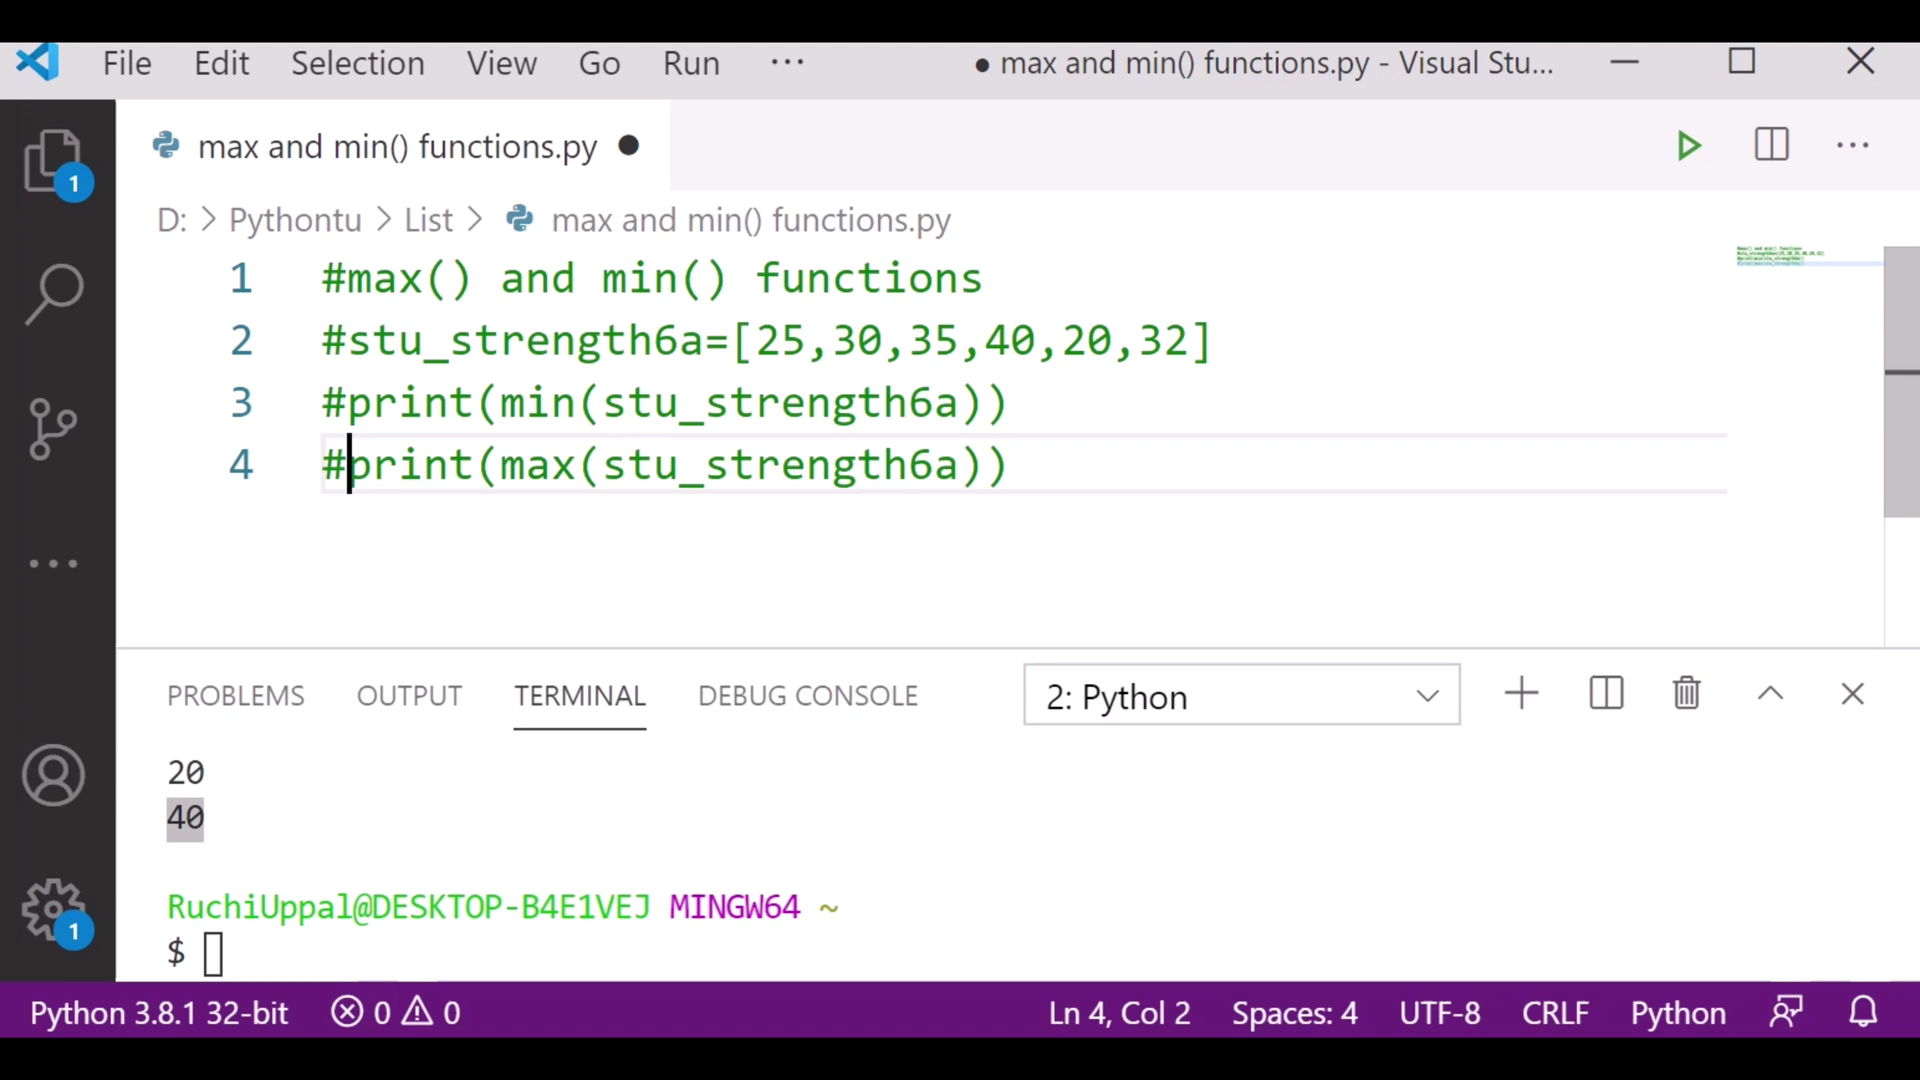 File Edit Selection View Go Run ··· ● max and min() functions.py - Visual Stu...
max and min() functions.py ●
D: > Pythontu > List > max and min() functions.py
1 #max() and min() functions
2 #stu_strength6a=[25,30,35,40,20,32]
3 #print(min(stu_strength6a))
4 #print(max(stu_strength6a))
1
PROBLEMS OUTPUT TERMINAL DEBUG CONSOLE 2: Python
20
40
RuchiUppal@DESKTOP-B4E1VEJ MINGW64 ~
$
1
Python 3.8.1 32-bit 0 0 Ln 4, Col 2 Spaces: 4 UTF-8 CRLF Python